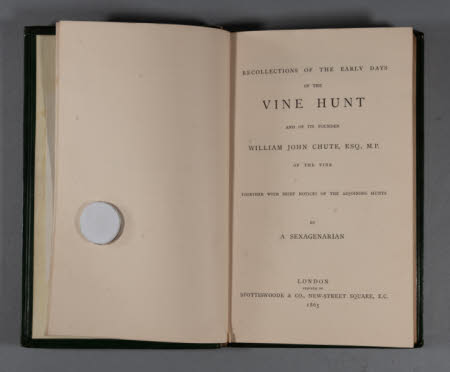 RECOLLECTIONS OF THE EARLY DAYS
OF THE
VINE HUNT
AND OF ITS FOUNDER
WILLIAM JOHN CHUTE, ESQ. M.P.
OF THE VINE
TOGETHER WITH BRIEF NOTICES OF THE ADJOINING HUNTS
BY
A SEXAGENARIAN
LONDON
PRINTED BY
SPOTTISWOODE & CO., NEW-STREET SQUARE, E.C.
1865